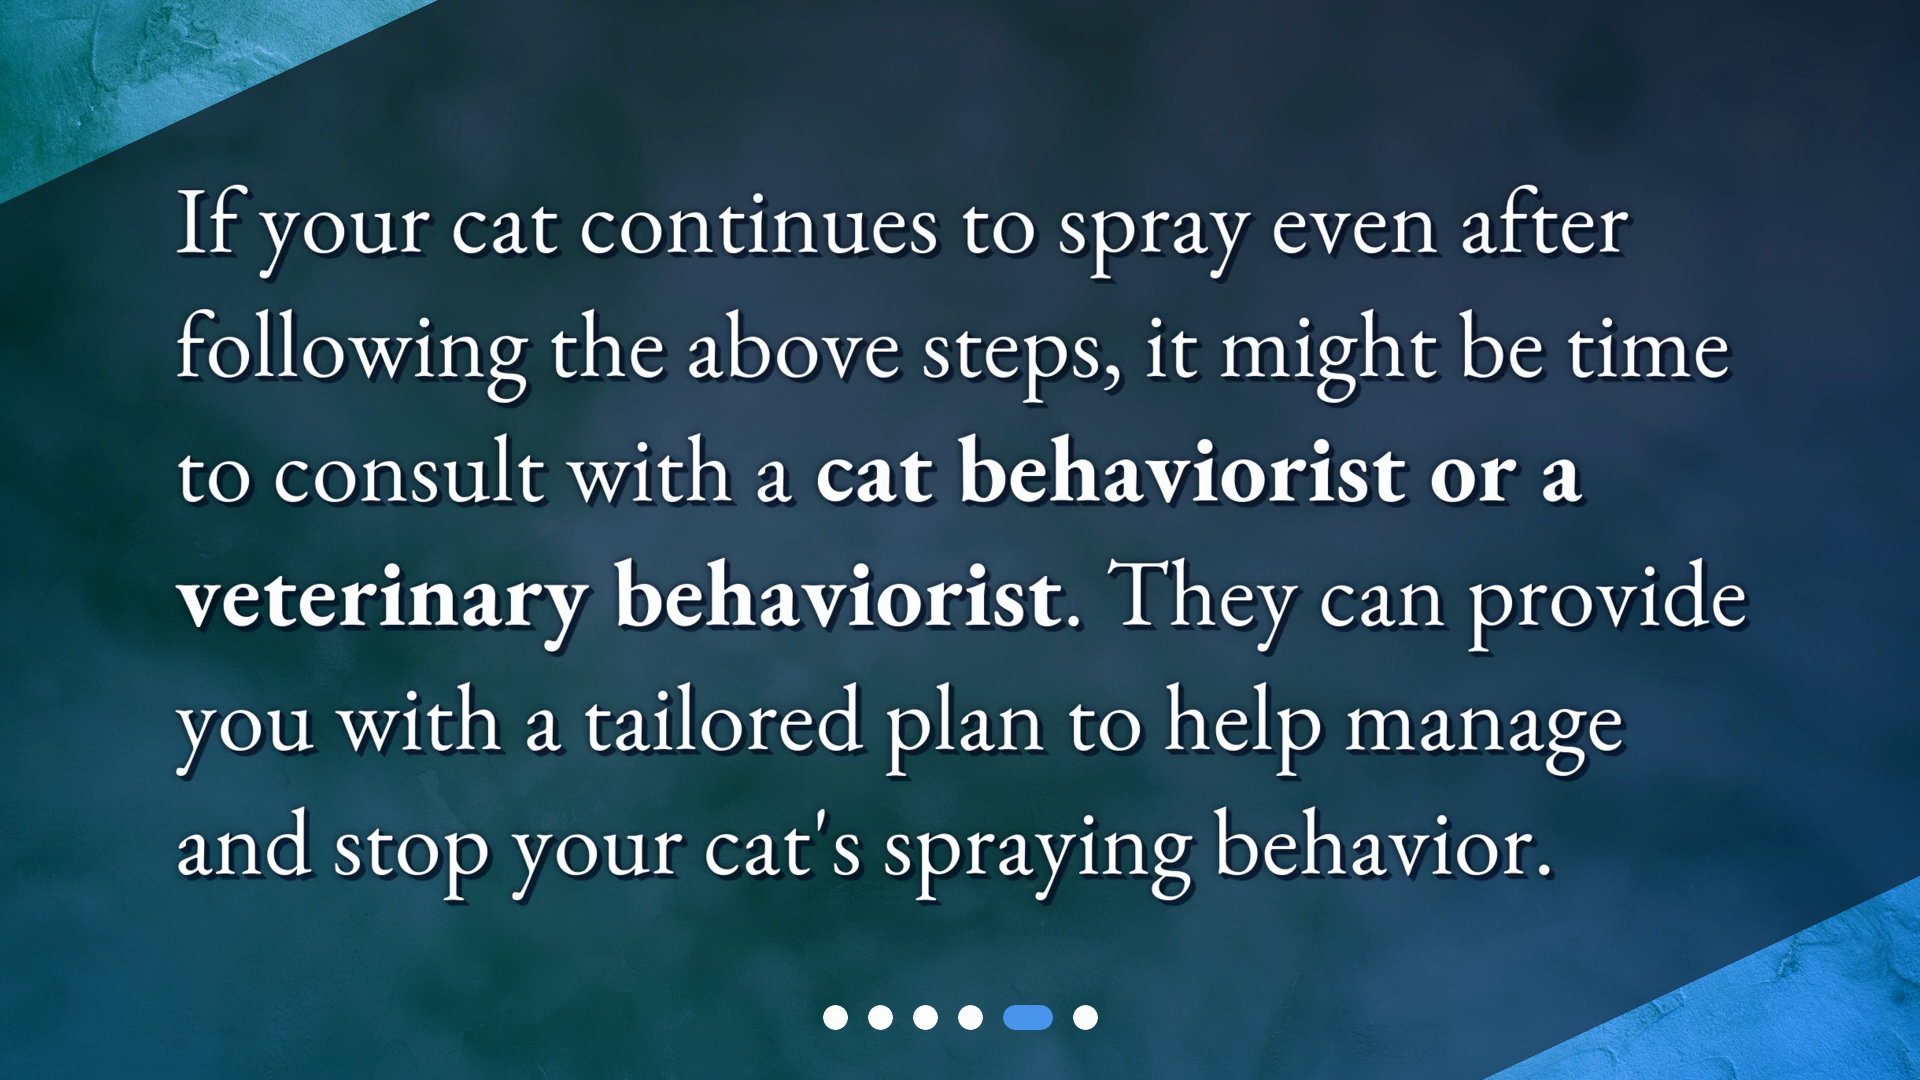 If your cat continues to spray even after
following the above steps, it might be time
to consult with a cat behaviorist or a
veterinary behaviorist. They can provide
you with a tailored plan to help manage
and stop your cat's spraying behavior.